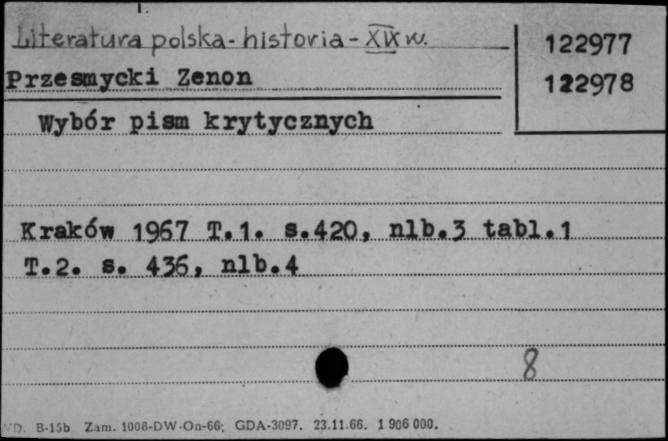 Literatura polska - historia - XIX w.
122977
Przesmycki Zenon
122978
Wybór pism krytycznych
Kraków 1967 T.1. s.420, nlb.3 tabl.1
T.2. s. 436, nlb.4
8
B-15b Zam. 1008-DW-On-66; GDA-3097. 23.11.66. 1 906 000.